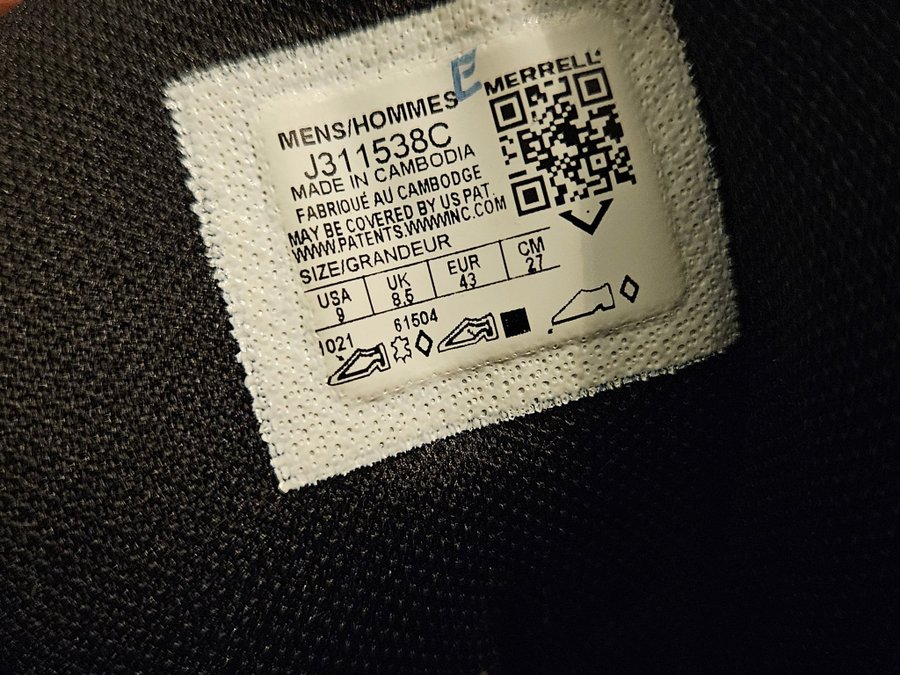 MERRELL
MENS/HOMMES
J311538C
MADE IN CAMBODIA
FABRIQUÉ AU CAMBODGE
MAY BE COVERED BY US PAT.
WWW.PATENTS.WWWINC.COM
SIZE/GRANDEUR
USA UK EUR CM
9 8.5 43 27
1021 61504